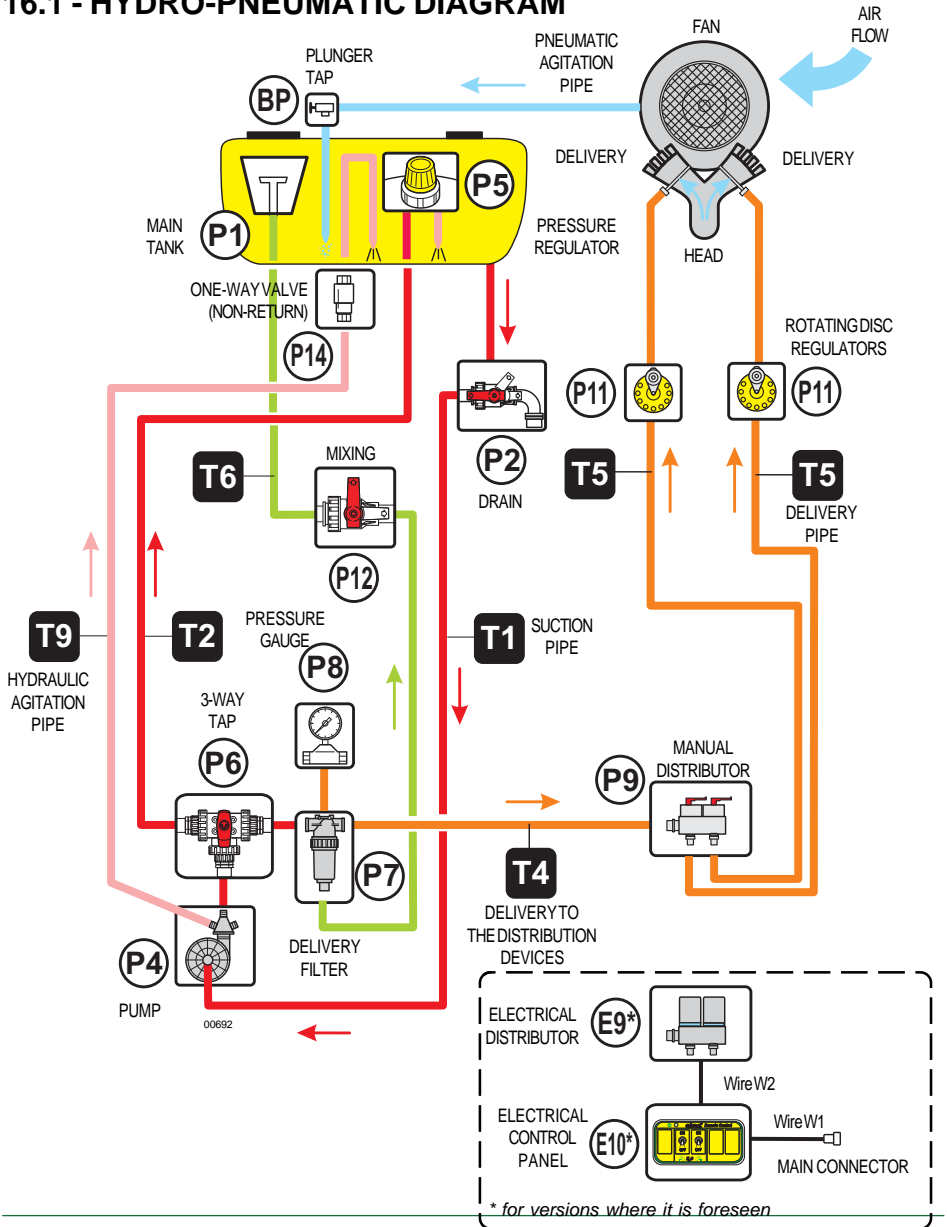 16.1 - HYDRO-PNEUMATIC DIAGRAM
AIR
FLOW
FAN
PNEUMATIC
AGITATION
PIPE
PLUNGER
TAP
BP
DELIVERY
DELIVERY
P5
MAIN
TANK
P1
PRESSURE
REGULATOR
HEAD
ONE-WAY VALVE
(NON-RETURN)
P14
ROTATING DISC
REGULATORS
P11
P11
P2
DRAIN
MIXING
T6
T5
T5
DELIVERY
PIPE
P12
PRESSURE
GAUGE
P8
T9
T2
T1
SUCTION
PIPE
HYDRAULIC
AGITATION
PIPE
3-WAY
TAP
P6
MANUAL
DISTRIBUTOR
P9
P7
T4
DELIVERY TO
THE DISTRIBUTION
DEVICES
DELIVERY
FILTER
P4
PUMP
00692
ELECTRICAL
DISTRIBUTOR
E9*
Wire W2
ELECTRICAL
CONTROL
PANEL
E10*
Wire W1
MAIN CONNECTOR
* for versions where it is foreseen